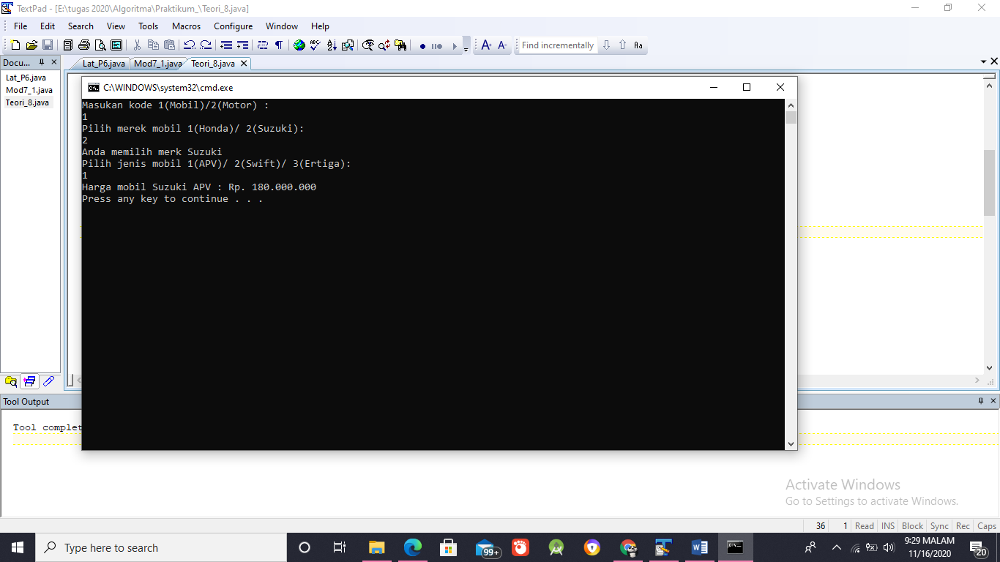 TextPad - [E:\tugas 2020\Algoritma\Praktikum_\Teori_8.java]
File Edit Search View Tools Macros Configure Window Help
Find incrementally
Docu...
Lat_P6.java Mod7_1.java Teori_8.java
Lat_P6.java
Mod7_1.java
Teori_8.java
C:\WINDOWS\system32\cmd.exe
Masukan kode 1(Mobil)/2(Motor) :
1
Pilih merek mobil 1(Honda)/ 2(Suzuki):
2
Anda memilih merk Suzuki
Pilih jenis mobil 1(APV)/ 2(Swift)/ 3(Ertiga):
1
Harga mobil Suzuki APV : Rp. 180.000.000
Press any key to continue . . .
Tool Output
Tool complet
Activate Windows
Go to Settings to activate Windows.
36 1 Read INS Block Sync Rec Caps
Type here to search
99+
9:29 MALAM
11/16/2020
20